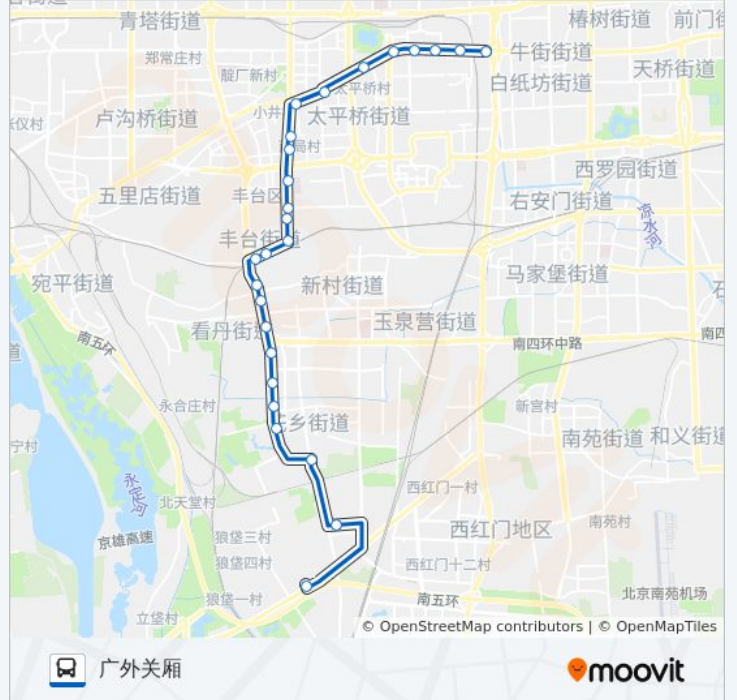 青塔街道
椿树街道
前门街
郑常庄村
牛街街道
靛厂新村
天桥街道
白纸坊街道
太平桥村
小井
太平桥街道
卢沟桥街道
张仪村
局村
西罗园街道
五里店街道
丰台区
右安门街道
凉水河
丰台街道
马家堡街道
宛平街道
新村街道
玉泉营街道
看丹街道
南五环
南四环中路
南四
永合庄村
新宫村
花乡街道
南苑街道
和义街道
宁村
西红门一村
永定河
北天堂村
西红门地区
南苑村
狼垡三村
京雄高速
狼垡四村
西红门十二村
北京南苑机场
狼垡一村
南五环
立垡村
© OpenStreetMap contributors | © OpenMapTiles
广外关厢
moovit